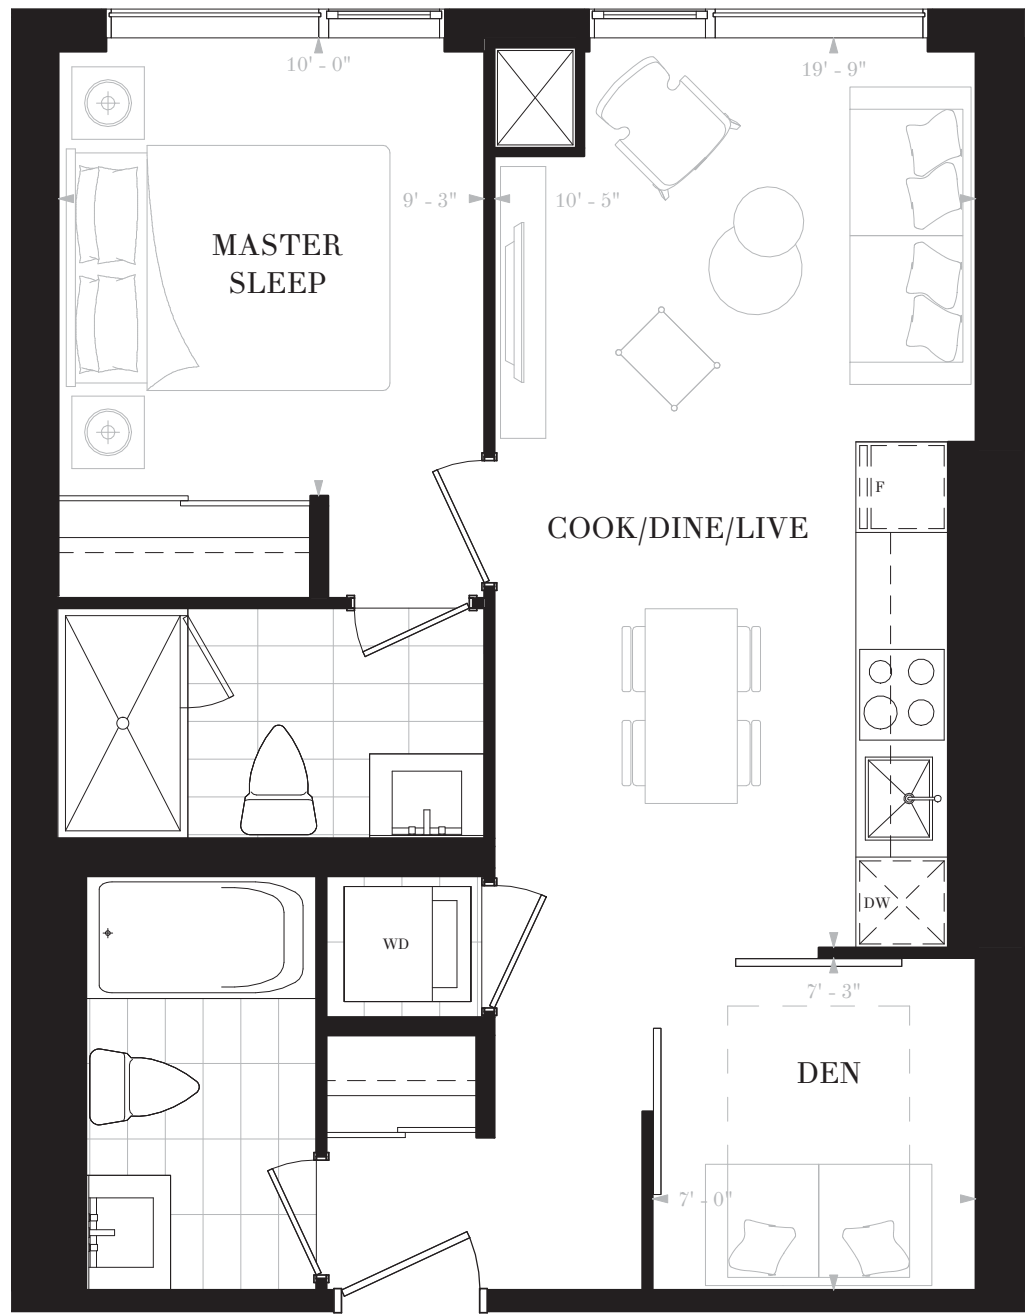 10' - 0"
19' - 9"
9' - 3"
10' - 5"
MASTER
SLEEP
F
COOK/DINE/LIVE
DW
WD
7' - 3"
DEN
7' - 0"